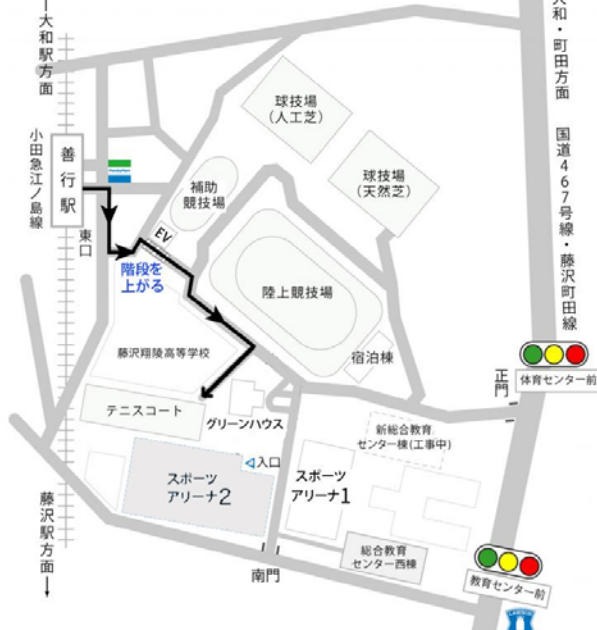 大和駅方面
大和・町田方面
国道467号線・藤沢町田線
小田急江ノ島線
善行駅
東口
球技場
(人工芝)
球技場
(天然芝)
補助
競技場
EV
階段を
上がる
陸上競技場
宿泊棟
藤沢翔陵高等学校
テニスコート
グリーンハウス
正門
体育センター前
新総合教育
センター棟(工事中)
入口
スポーツ
アリーナ2
スポーツ
アリーナ1
総合教育
センター西棟
南門
教育センター前
藤沢駅方面
LAWSON